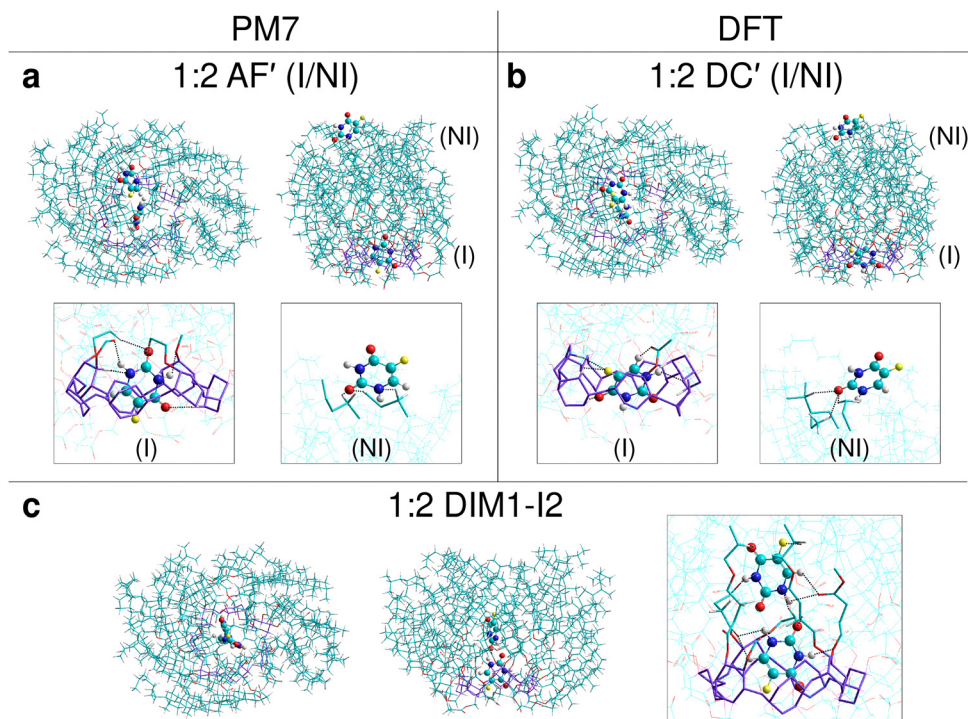 PM7
DFT
a
1:2 AF′ (I/NI)
b
1:2 DC′ (I/NI)
(NI)
(I)
(NI)
(I)
(I)
(NI)
(I)
(NI)
c
1:2 DIM1-I2